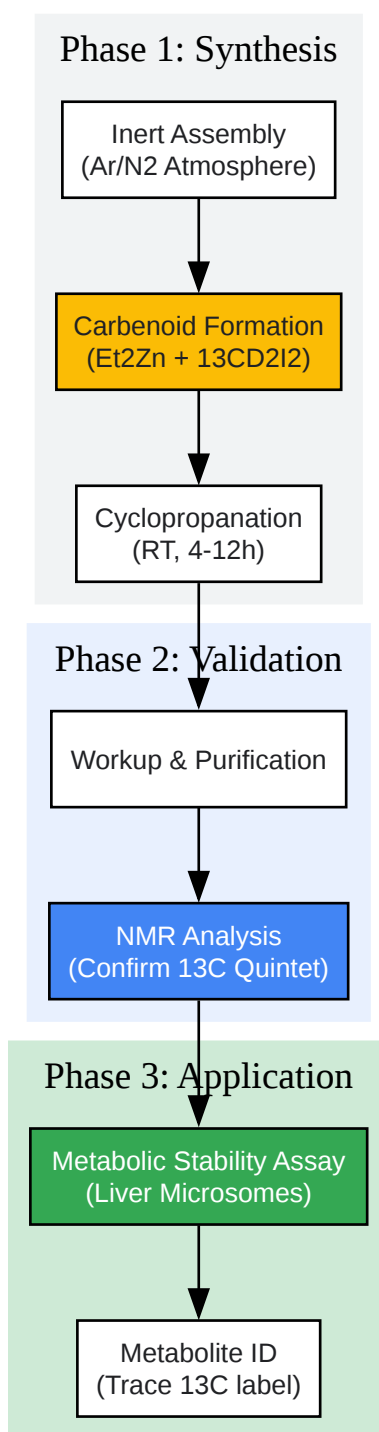 Phase 1: Synthesis
Inert Assembly
(Ar/N2 Atmosphere)
Carbenoid Formation
(Et2Zn + 13CD2I2)
Cyclopropanation
(RT, 4-12h)
Phase 2: Validation
Workup & Purification
NMR Analysis
(Confirm 13C Quintet)
Phase 3: Application
Metabolic Stability Assay
(Liver Microsomes)
Metabolite ID
(Trace 13C label)